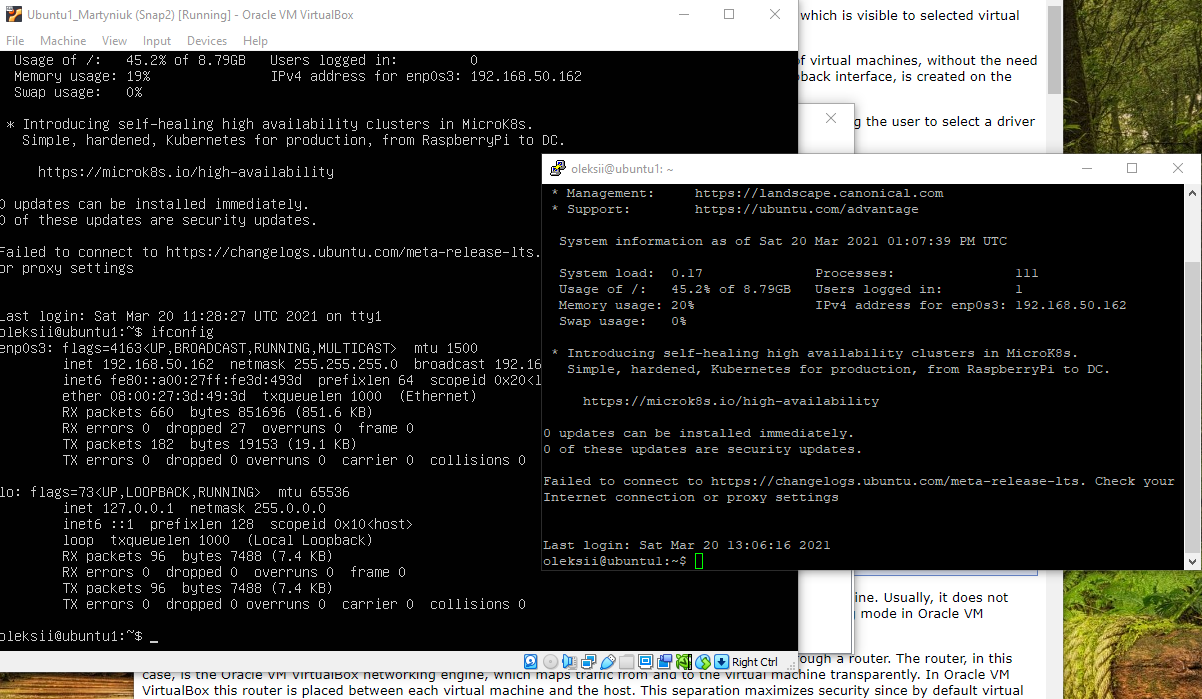 Ubuntu1_Martyniuk (Snap2) [Running] - Oracle VM VirtualBox
File Machine View Input Devices Help
Usage of /: 45.2% of 8.79GB Users logged in: 0
Memory usage: 19% IPv4 address for enp0s3: 192.168.50.162
Swap usage: 0%
* Introducing self-healing high availability clusters in MicroK8s.
Simple, hardened, Kubernetes for production, from RaspberryPi to DC.
https://microk8s.io/high-availability
0 updates can be installed immediately.
0 of these updates are security updates.
Failed to connect to https://changelogs.ubuntu.com/meta-release-lts.
or proxy settings
Last login: Sat Mar 20 11:28:27 UTC 2021 on tty1
oleksii@ubuntu1:~$ ifconfig
enp0s3: flags=4163<UP,BROADCAST,RUNNING,MULTICAST> mtu 1500
inet 192.168.50.162 netmask 255.255.255.0 broadcast 192.16
inet6 fe80::a00:27ff:fe3d:493d prefixlen 64 scopeid 0x20<l
ether 08:00:27:3d:49:3d txqueuelen 1000 (Ethernet)
RX packets 660 bytes 851696 (851.6 KB)
RX errors 0 dropped 27 overruns 0 frame 0
TX packets 182 bytes 19153 (19.1 KB)
TX errors 0 dropped 0 overruns 0 carrier 0 collisions 0
lo: flags=73<UP,LOOPBACK,RUNNING> mtu 65536
inet 127.0.0.1 netmask 255.0.0.0
inet6 ::1 prefixlen 128 scopeid 0x10<host>
loop txqueuelen 1000 (Local Loopback)
RX packets 96 bytes 7488 (7.4 KB)
RX errors 0 dropped 0 overruns 0 frame 0
TX packets 96 bytes 7488 (7.4 KB)
TX errors 0 dropped 0 overruns 0 carrier 0 collisions 0
oleksii@ubuntu1:~$ _
Right Ctrl
which is visible to selected virtual
of virtual machines, without the need
back interface, is created on the
g the user to select a driver
oleksii@ubuntu1: ~
* Management: https://landscape.canonical.com
* Support: https://ubuntu.com/advantage
System information as of Sat 20 Mar 2021 01:07:39 PM UTC
System load: 0.17 Processes: 111
Usage of /: 45.2% of 8.79GB Users logged in: 1
Memory usage: 20% IPv4 address for enp0s3: 192.168.50.162
Swap usage: 0%
* Introducing self-healing high availability clusters in MicroK8s.
Simple, hardened, Kubernetes for production, from RaspberryPi to DC.
https://microk8s.io/high-availability
0 updates can be installed immediately.
0 of these updates are security updates.
Failed to connect to https://changelogs.ubuntu.com/meta-release-lts. Check your
Internet connection or proxy settings
Last login: Sat Mar 20 13:06:16 2021
oleksii@ubuntu1:~$
ine. Usually, it does not
mode in Oracle VM
ough a router. The router, in this
case, is the Oracle VM VirtualBox networking engine, which maps traffic from and to the virtual machine transparently. In Oracle VM
VirtualBox this router is placed between each virtual machine and the host. This separation maximizes security since by default virtual